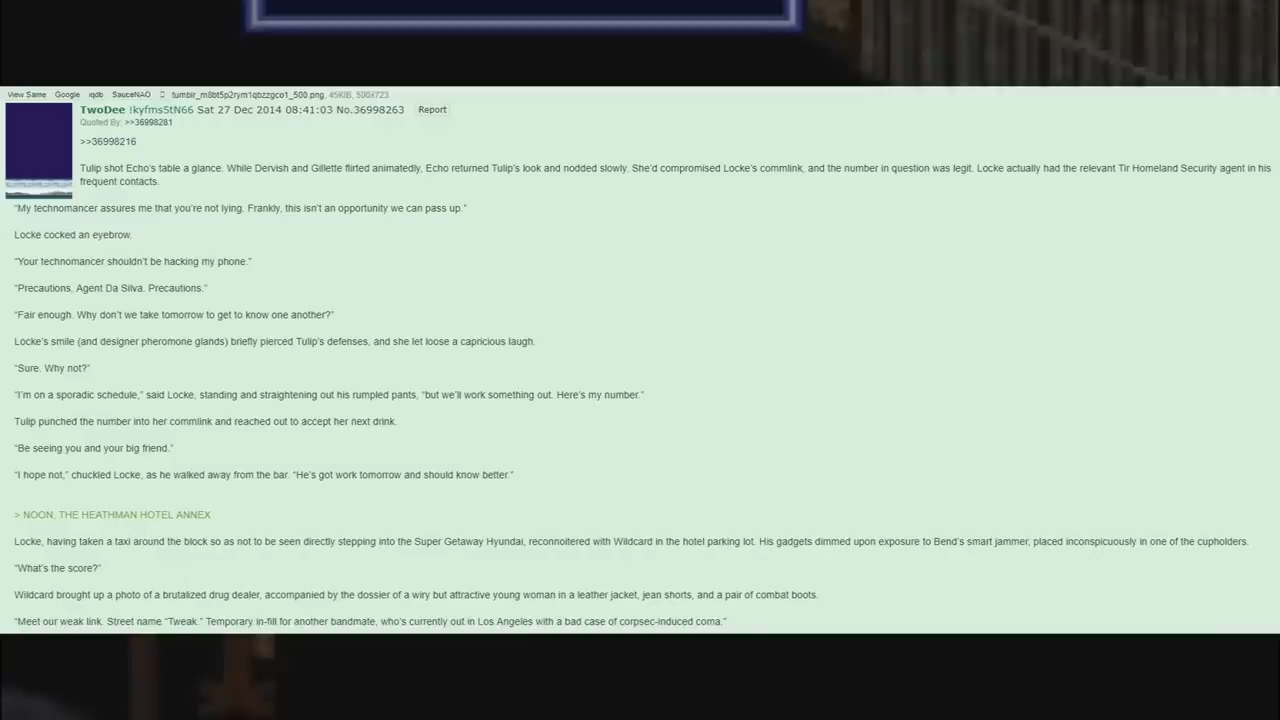 View Same Google iqdb SauceNAO tumblr_m8bt5p2rym1qbzzgco1_500.png, 45KiB, 500x723
TwoDee !kyfms5tN66 Sat 27 Dec 2014 08:41:03 No.36998263 Report
Quoted By: >>36998281
>>36998216
Tulip shot Echo's table a glance. While Dervish and Gillette flirted animatedly, Echo returned Tulip's look and nodded slowly. She'd compromised Locke's commlink, and the number in question was legit. Locke actually had the relevant Tir Homeland Security agent in his
frequent contacts.
“My technomancer assures me that you're not lying. Frankly, this isn't an opportunity we can pass up.”
Locke cocked an eyebrow.
“Your technomancer shouldn't be hacking my phone.”
“Precautions, Agent Da Silva. Precautions.”
“Fair enough. Why don't we take tomorrow to get to know one another?”
Locke's smile (and designer pheromone glands) briefly pierced Tulip's defenses, and she let loose a capricious laugh.
“Sure. Why not?”
“I'm on a sporadic schedule,” said Locke, standing and straightening out his rumpled pants, “but we'll work something out. Here's my number.”
Tulip punched the number into her commlink and reached out to accept her next drink.
“Be seeing you and your big friend.”
“I hope not,” chuckled Locke, as he walked away from the bar. “He's got work tomorrow and should know better.”
> NOON, THE HEATHMAN HOTEL ANNEX
Locke, having taken a taxi around the block so as not to be seen directly stepping into the Super Getaway Hyundai, reconnoitered with Wildcard in the hotel parking lot. His gadgets dimmed upon exposure to Bend's smart jammer, placed inconspicuously in one of the cupholders.
“What's the score?”
Wildcard brought up a photo of a brutalized drug dealer, accompanied by the dossier of a wiry but attractive young woman in a leather jacket, jean shorts, and a pair of combat boots.
“Meet our weak link. Street name “Tweak.” Temporary in-fill for another bandmate, who's currently out in Los Angeles with a bad case of corpsec-induced coma.”